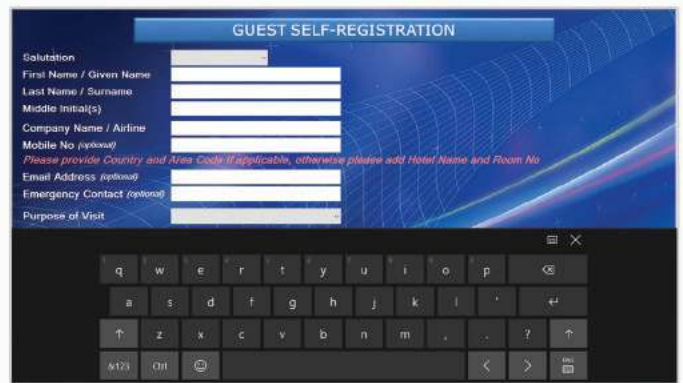 GUEST SELF-REGISTRATION
Salutation
First Name / Given Name
Last Name / Surname
Middle Initial(s)
Company Name / Airline
Mobile No (optional)
Please provide Country and Area Code if applicable, otherwise please add Hotel Name and Room No
Email Address (optional)
Emergency Contact (optional)
Purpose of Visit
q w e r t y u i o p
a s d f g h j k l '
z x c v b n m , . ?
&123 Ctrl < > ENG